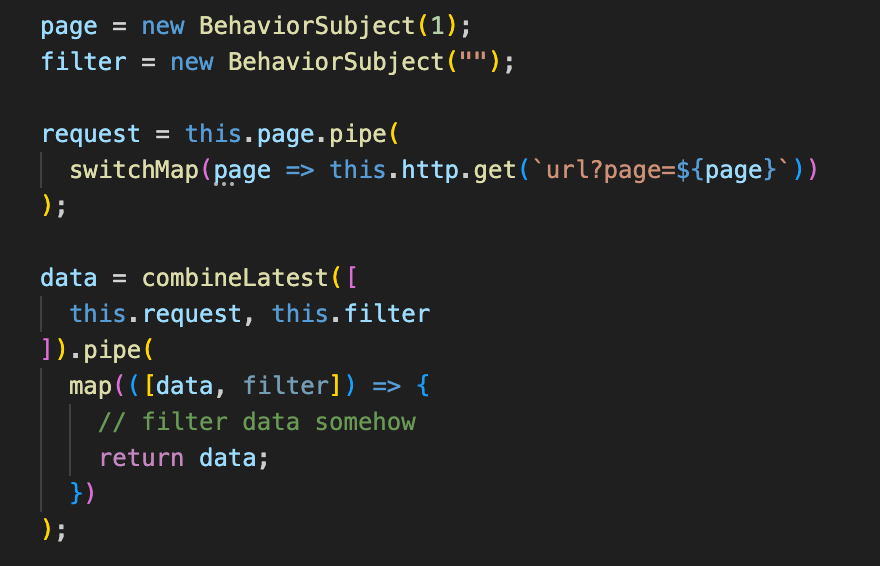 page = new BehaviorSubject(1);
filter = new BehaviorSubject("");
request = this.page.pipe(
switchMap(page => this.http.get(`url?page=${page}`))
);
data = combineLatest([
this.request, this.filter
]).pipe(
map(([data, filter]) => {
// filter data somehow
return data;
})
);